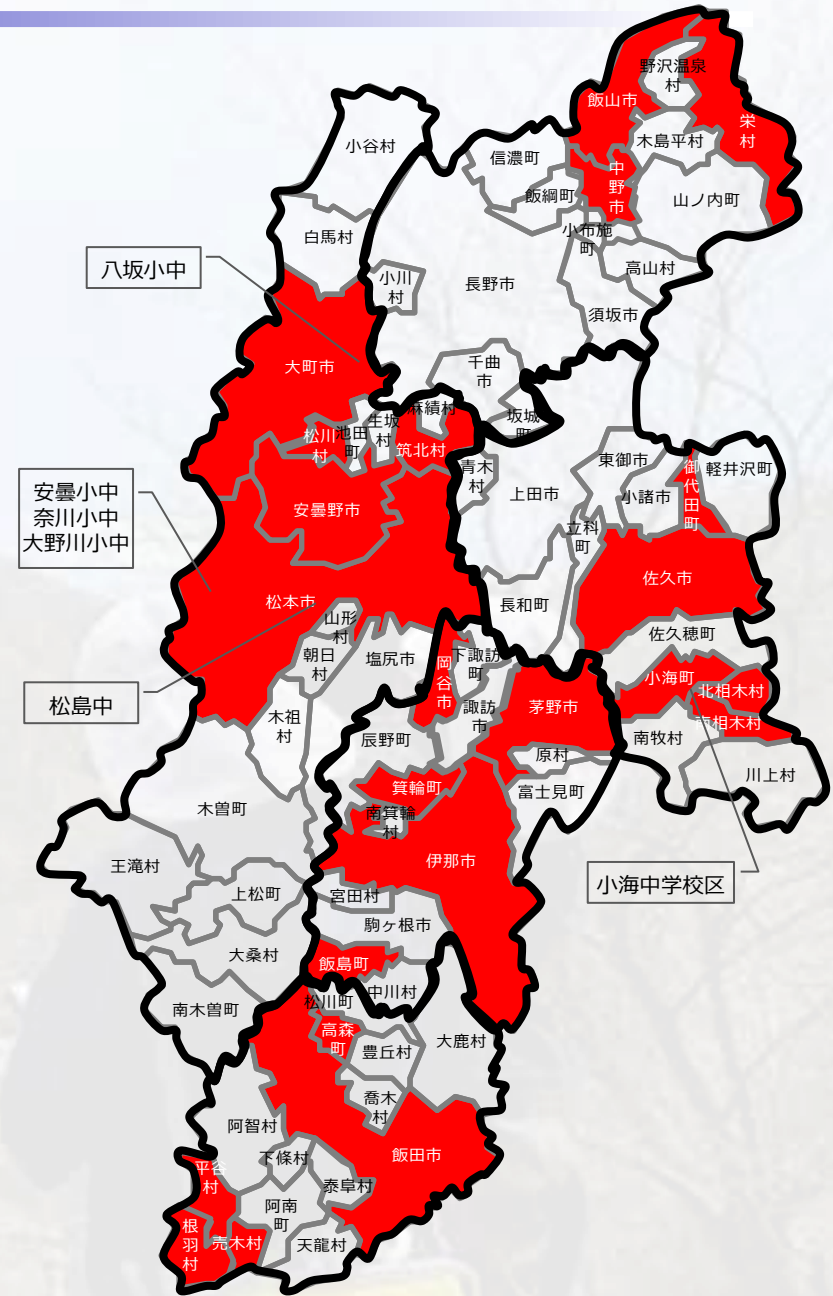 野沢温泉
村
飯山市
栄
村
小谷村
信濃町
木島平村
中
野
市
飯綱町
山ノ内町
小布施
町
白馬村
高山村
八坂小中
小川
村
長野市
須坂市
大町市
千曲
市
麻績村
坂城
町
生坂
村
池田
町
松川
村
筑北村
青木
村
東御市
御
代
田
町
軽井沢町
上田市
小諸市
安曇小中
奈川小中
大野川小中
安曇野市
立科
町
佐久市
松本市
長和町
山形
村
佐久穂町
朝日
村
塩尻市
岡
谷
市
下諏訪
町
小海町
北相木村
松島中
木祖
村
諏訪
市
茅野市
南相木村
辰野町
南牧村
原村
川上村
箕輪町
富士見町
木曽町
南箕輪
村
王滝村
伊那市
小海中学校区
上松町
宮田村
駒ヶ根市
大桑村
飯島町
中川村
南木曽町
松川町
高森
町
豊丘村
大鹿村
喬木
村
阿智村
下條村
飯田市
平谷
村
泰阜村
阿南
町
根
羽
村
売木村
天龍村